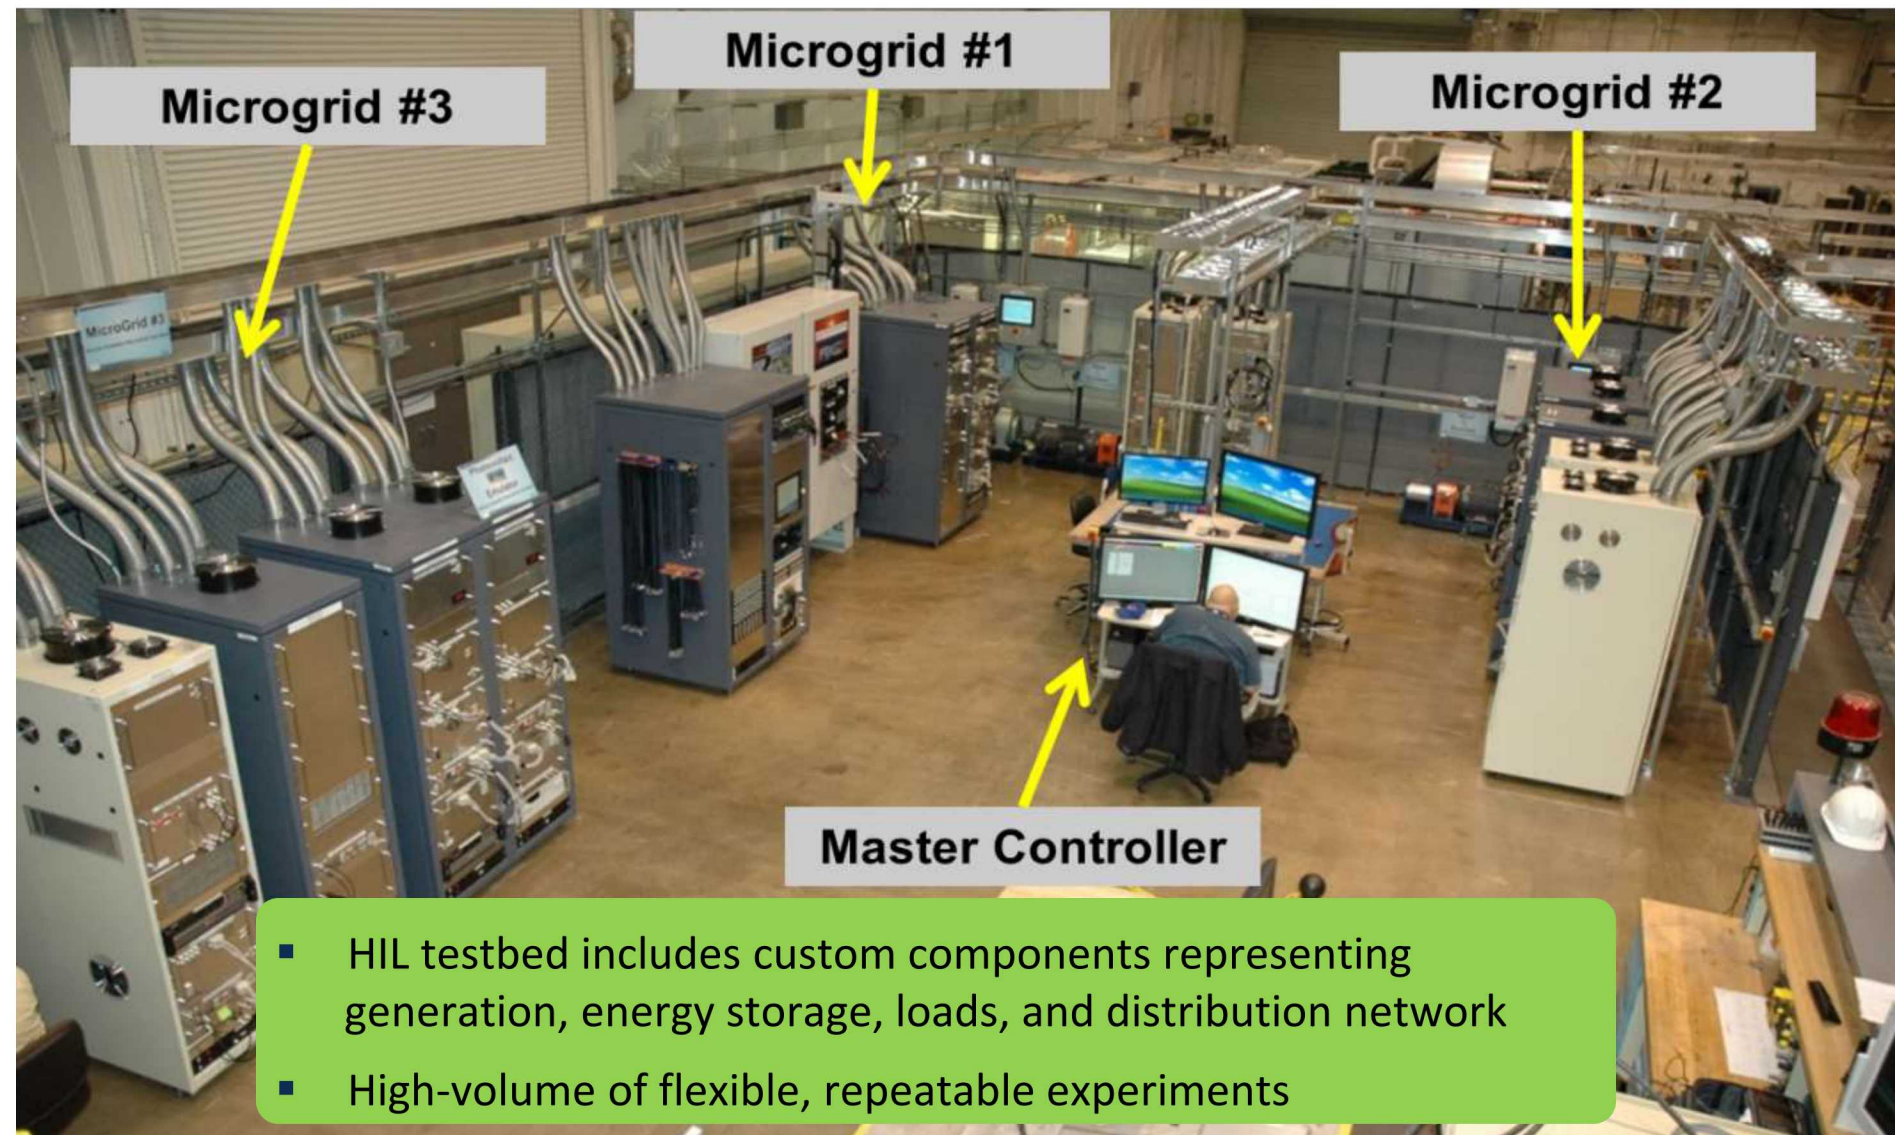 Microgrid #1
Microgrid #3
Microgrid #2
MicroGrid #3
Emulator
Master Controller
▪ HIL testbed includes custom components representing
generation, energy storage, loads, and distribution network
▪ High-volume of flexible, repeatable experiments